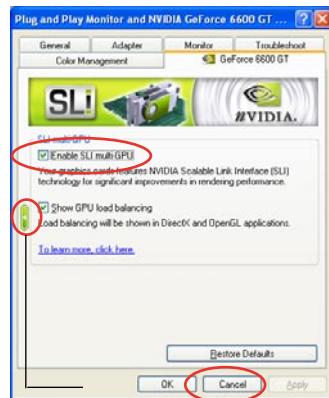 Plug and Play Monitor and NVIDIA GeForce 6600 GT ...
General Adapter Monitor Troubleshoot
Color Management GeForce 6600 GT
SLI
nVIDIA.
SLI multi-GPU
Enable SLI multi-GPU
Your graphics cards features NVIDIA Scalable Link Interface (SLI)
technology for significant improvements in rendering performance.
Show GPU load balancing
Load balancing will be shown in DirectX and OpenGL applications.
To learn more, click here.
Restore Defaults
OK Cancel Apply